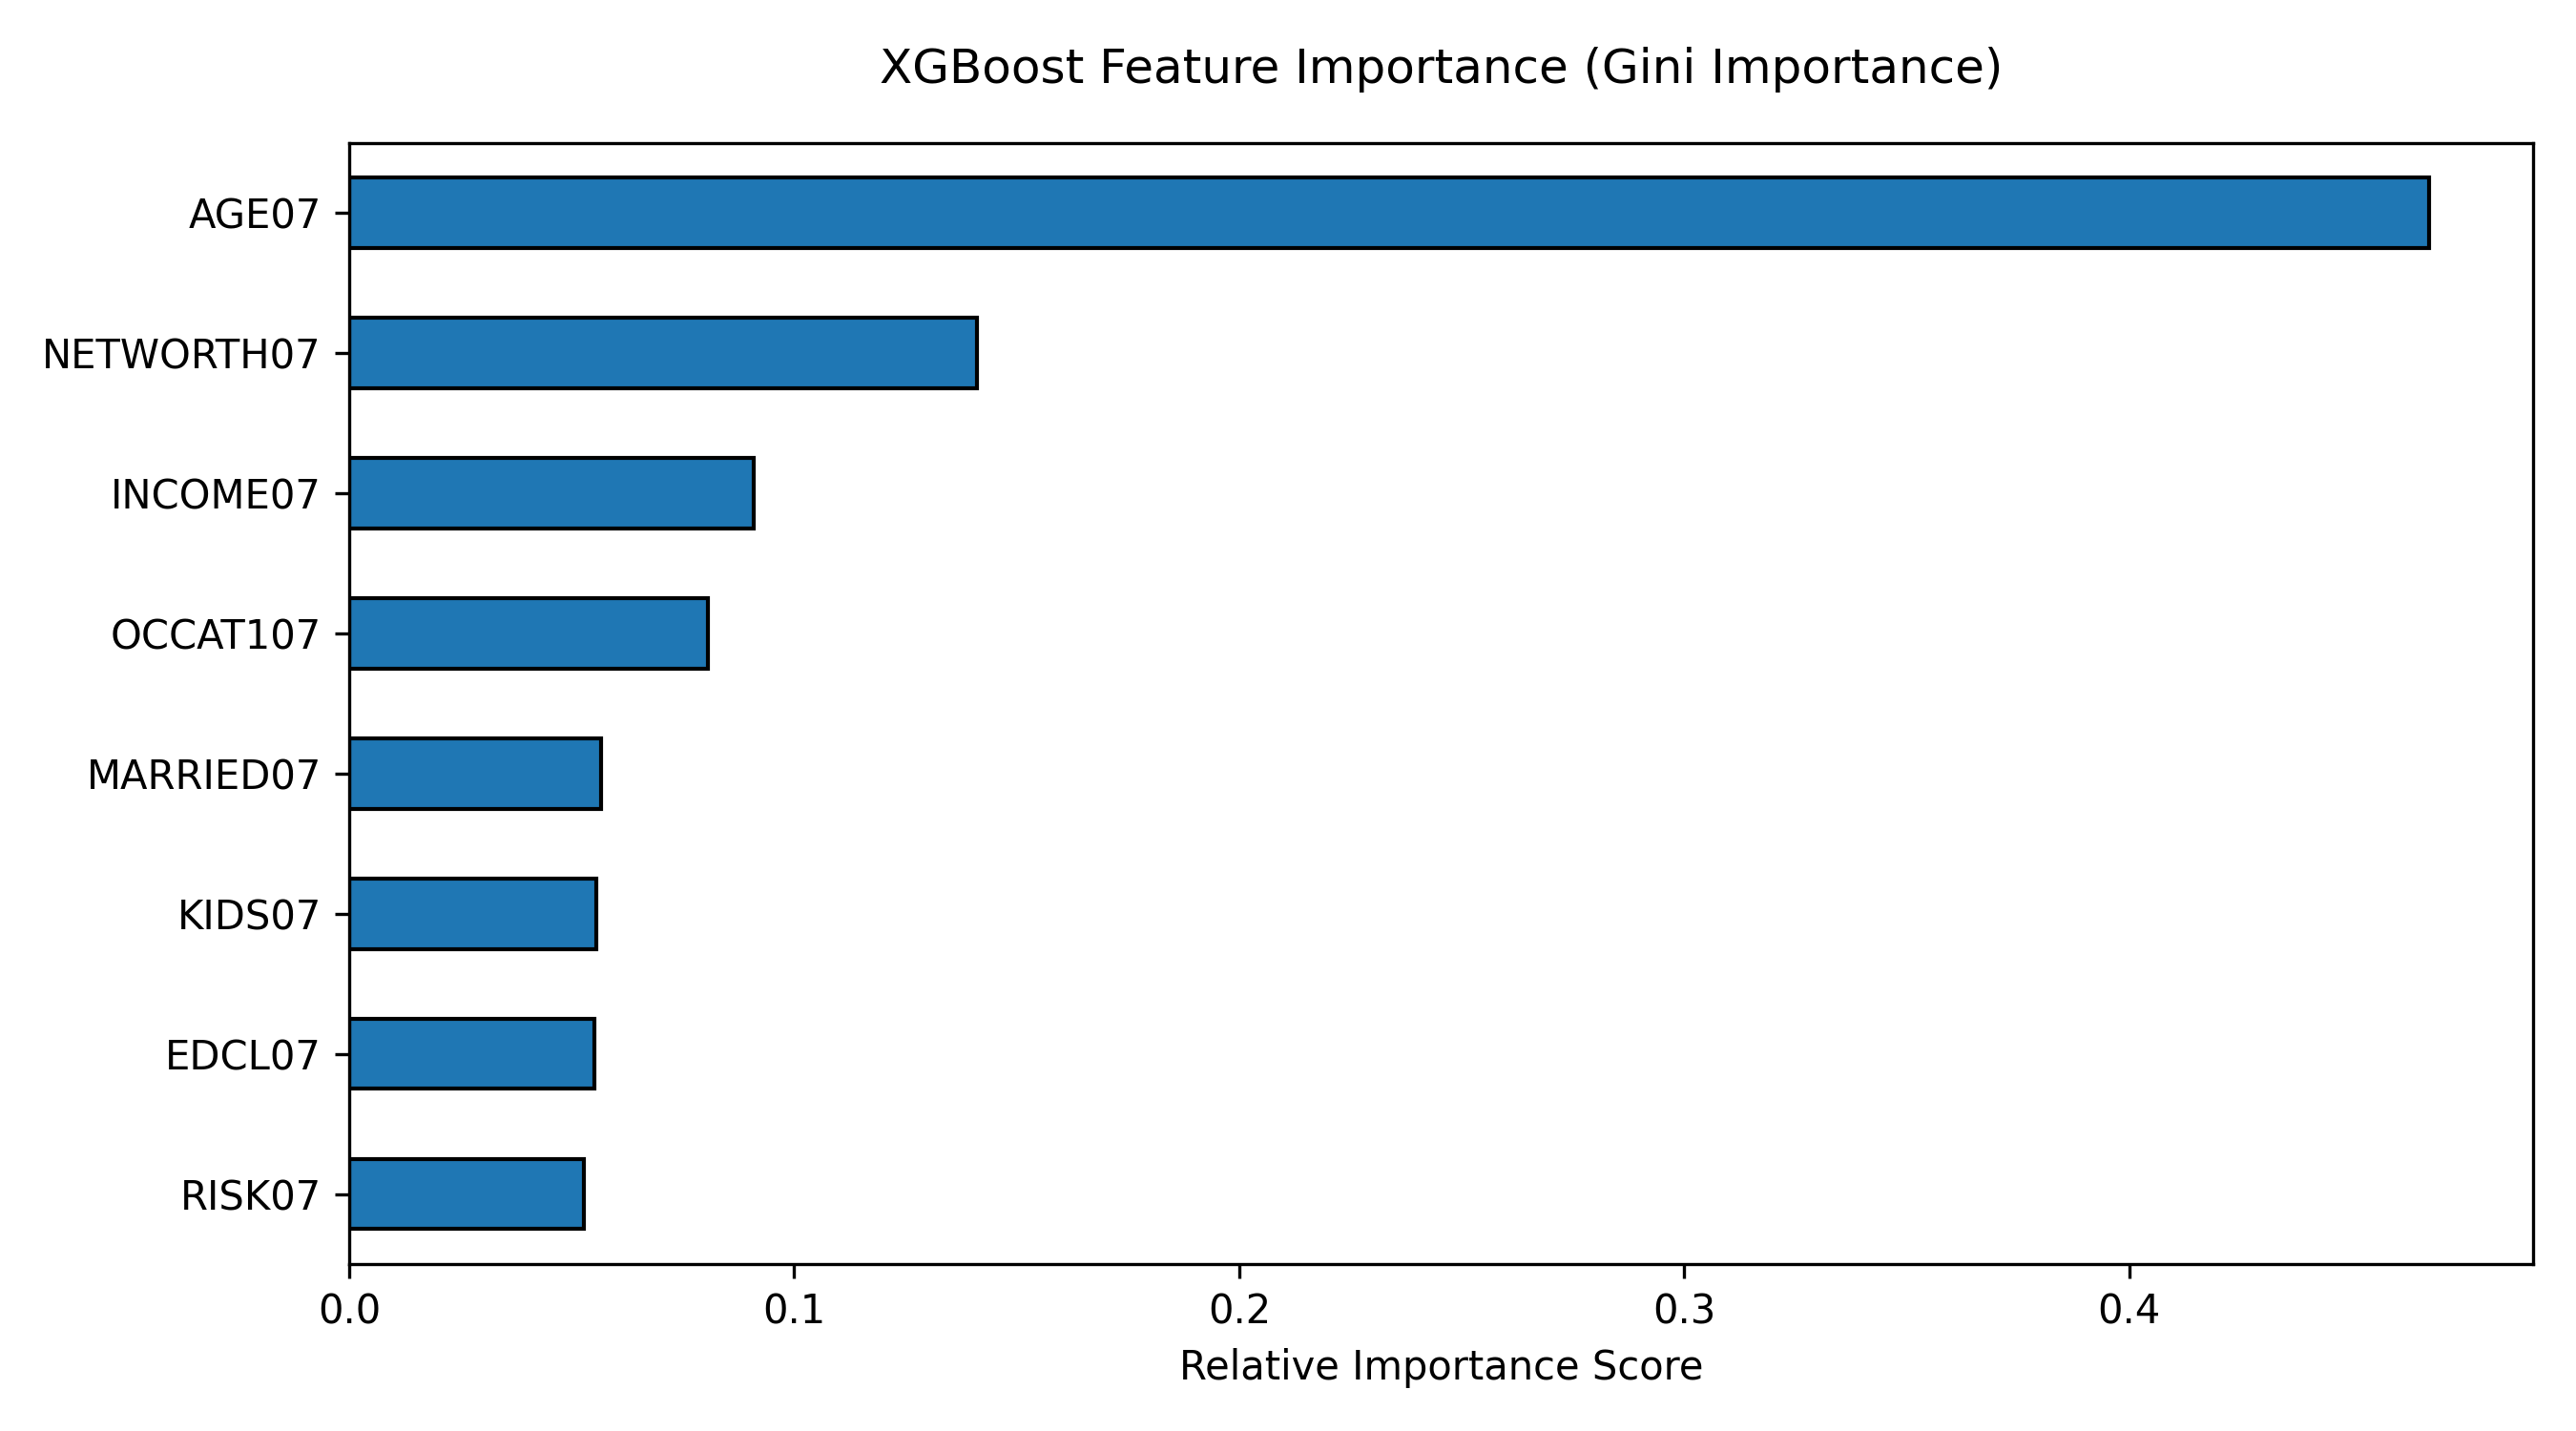 XGBoost Feature Importance (Gini Importance)
AGE07
NETWORTH07
INCOME07
OCCAT107
MARRIED07
KIDS07
EDCL07
RISK07
0.0 0.1 0.2 0.3 0.4
Relative Importance Score